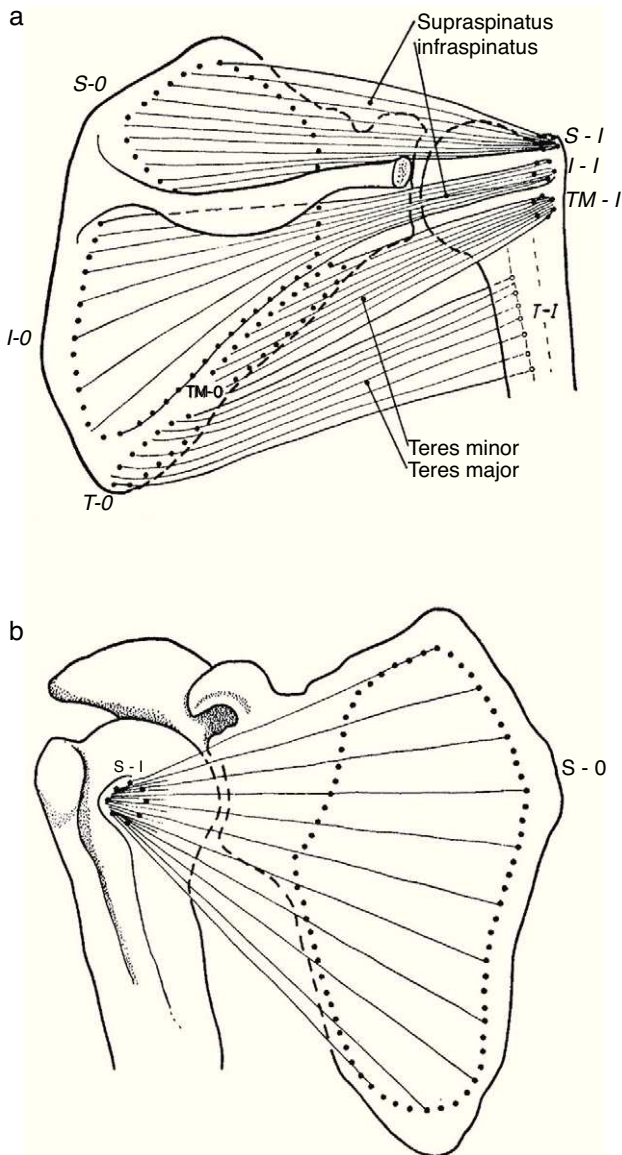 a
Supraspinatus
infraspinatus
S-0
S - I
I - I
TM - I
T-I
I-0
TM-0
Teres minor
Teres major
T-0
b
S - I
S - 0